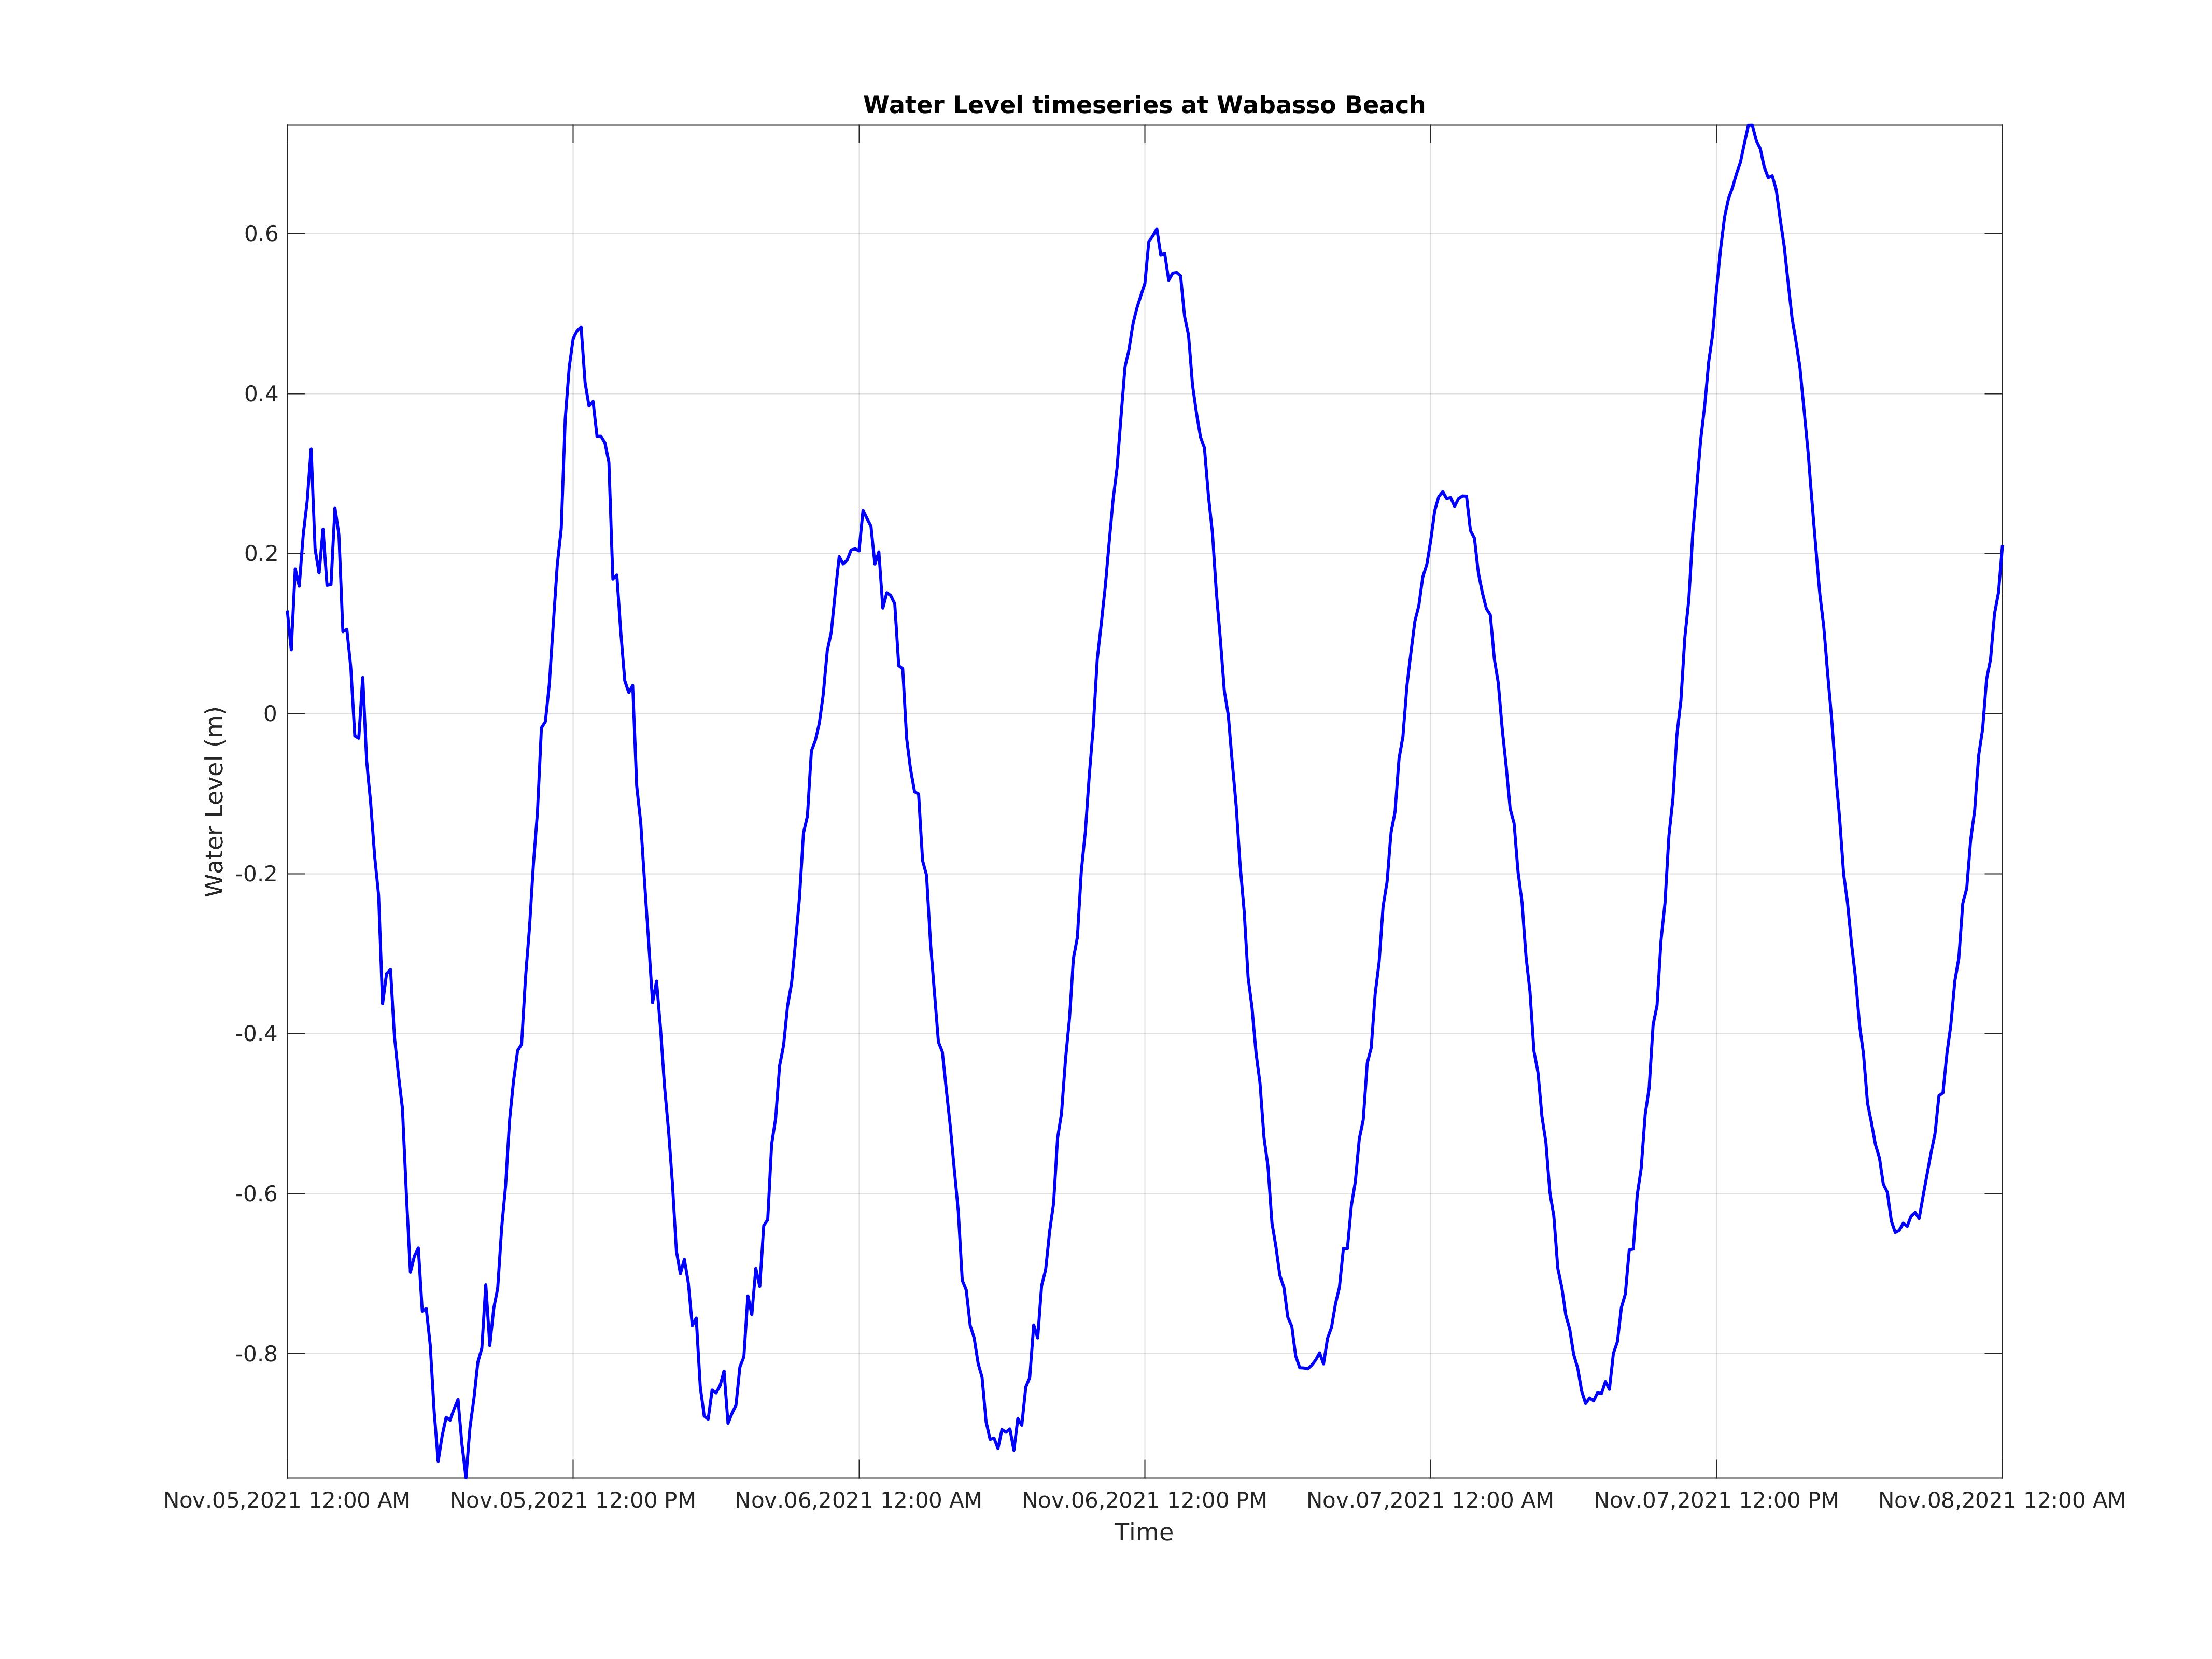 Water Level timeseries at Wabasso Beach
0.6
0.4
0.2
0
-0.2
-0.4
-0.6
-0.8
Water Level (m)
Nov.05,2021 12:00 AM Nov.05,2021 12:00 PM Nov.06,2021 12:00 AM Nov.06,2021 12:00 PM Nov.07,2021 12:00 AM Nov.07,2021 12:00 PM Nov.08,2021 12:00 AM
Time